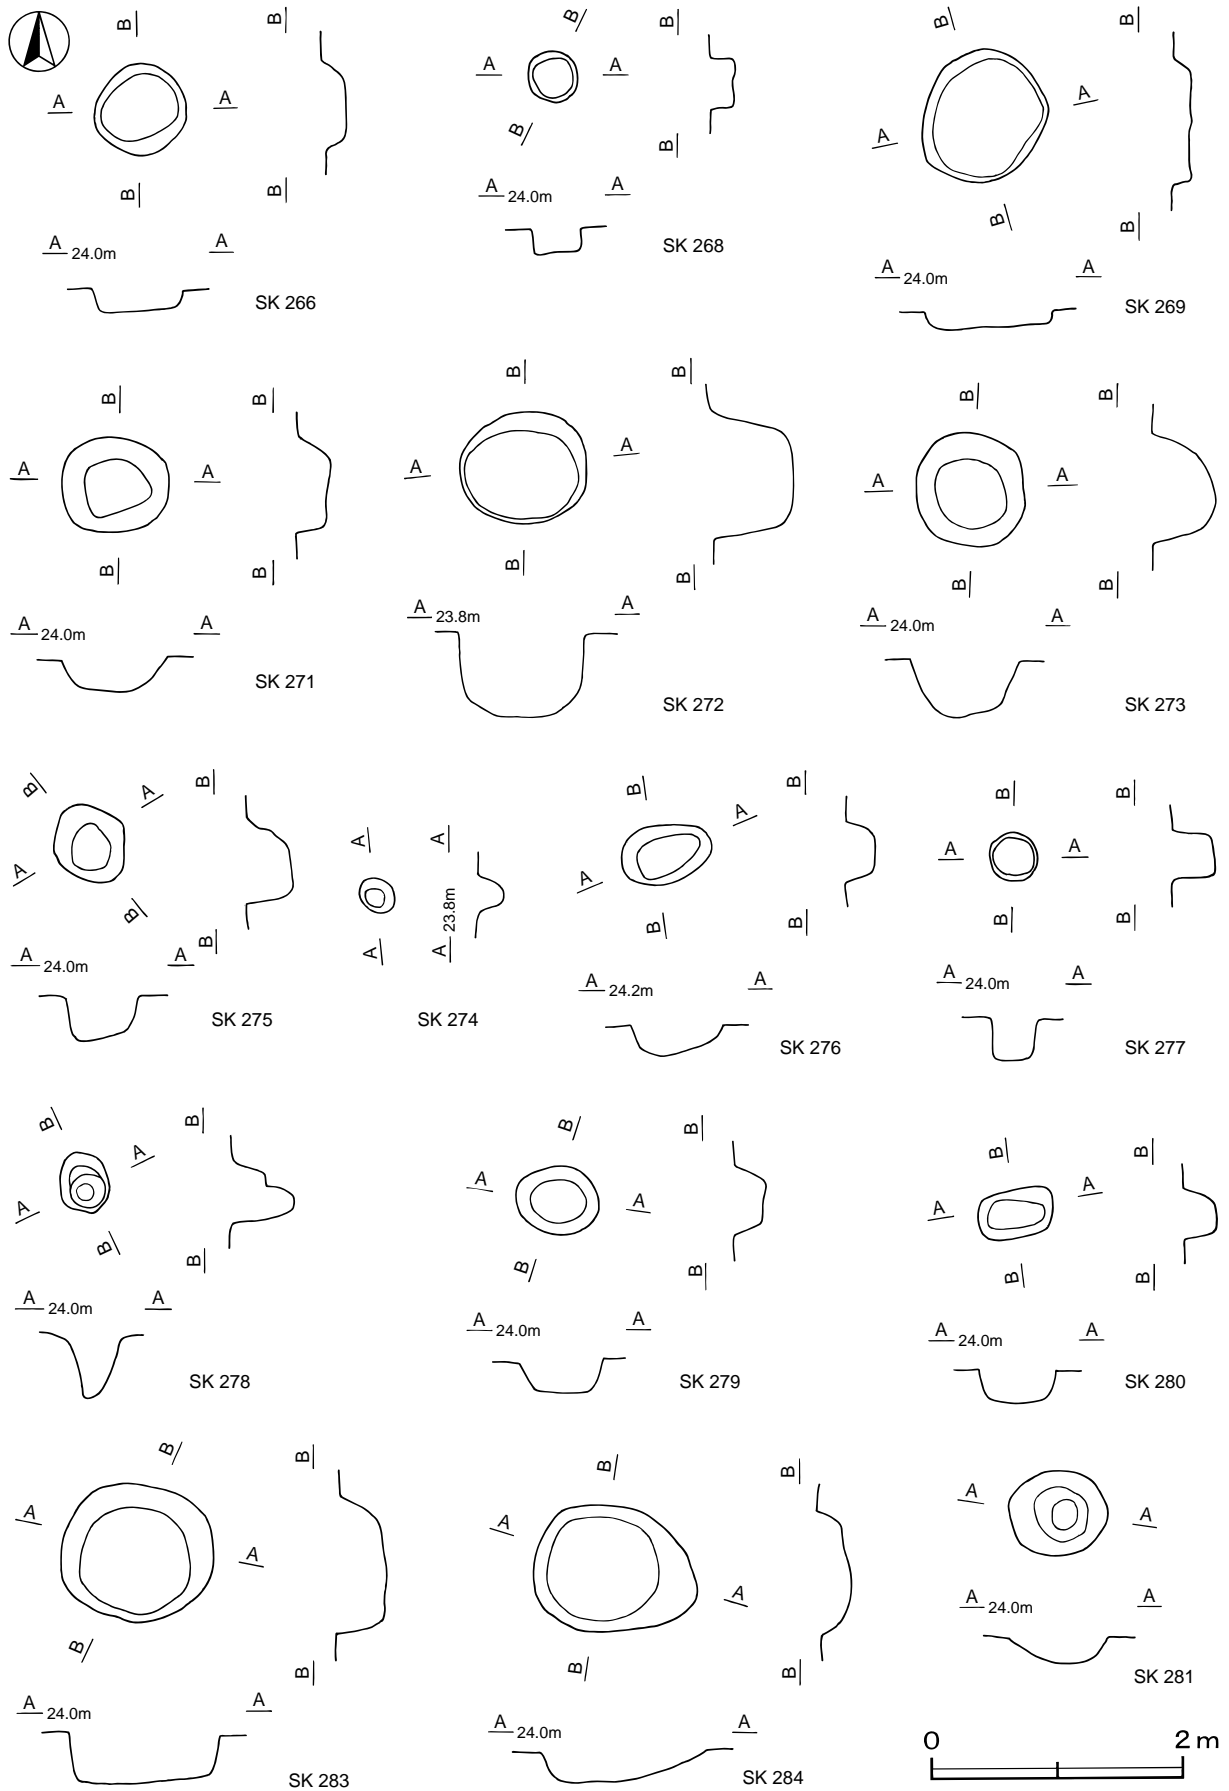 B B
A A
B B
A 24.0m A
SK 266
B B
A A
B B
A 24.0m A
SK 268
B B
A A
B B
A 24.0m A
SK 269
B B
A A
B B
A 24.0m A
SK 271
B B
A A
B B
A 23.8m A
SK 272
B B
A A
B B
A 24.0m A
SK 273
B A B
A B
A 24.0m A B
SK 275
A A
23.8m
A A
SK 274
B A B
A
B B
A 24.2m A
SK 276
B B
A A
B B
A 24.0m A
SK 277
B A B
A B B
A 24.0m A
SK 278
B B
A A
B B
A 24.0m A
SK 279
B B
A A
B B
A 24.0m A
SK 280
B B
A A
B B
A 24.0m A
SK 283
B B
A A
B B
A 24.0m A
SK 284
A A
A 24.0m A
SK 281
0 2 m